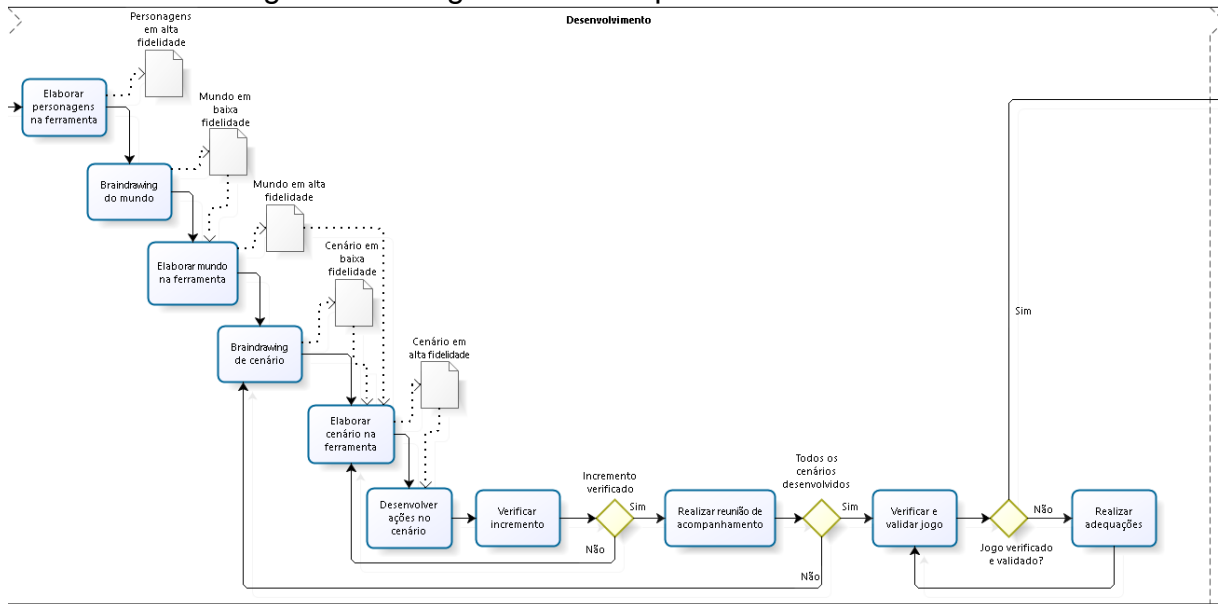 Desenvolvimento
Personagens
em alta
fidelidade
Elaborar
personagens
na ferramenta
Mundo em
baixa
fidelidade
Braindrawing
do mundo
Mundo em alta
fidelidade
Elaborar mundo
na ferramenta
Cenário em
baixa
fidelidade
Braindrawing
de cenário
Cenário em
alta fidelidade
Elaborar
cenário na
ferramenta
Desenvolver
ações no
cenário
Verificar
incremento
Incremento
verificado
Sim
Não
Realizar reunião de
acompanhamento
Todos os
cenários
desenvolvidos
Sim
Não
Verificar e
validar jogo
Jogo verificado
e validado?
Sim
Não
Realizar
adequações